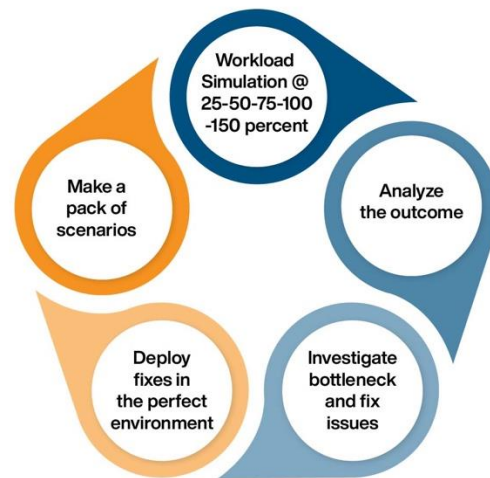 Workload
Simulation @
25-50-75-100
-150 percent
Analyze
the outcome
Investigate
bottleneck
and fix
issues
Deploy
fixes in
the perfect
environment
Make a
pack of
scenarios